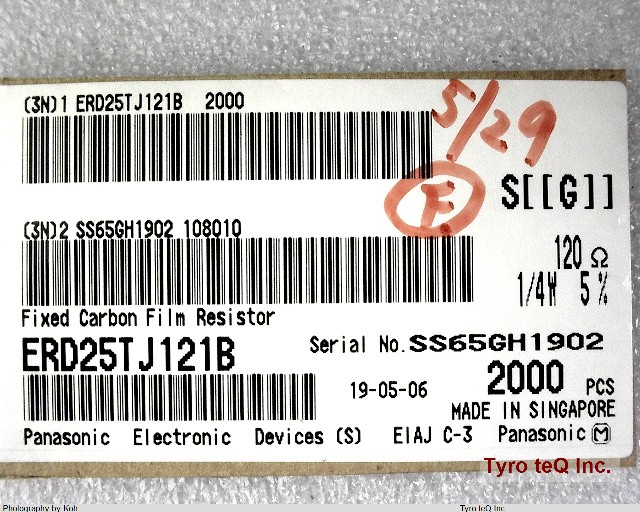 (3N)1 ERD25TJ121B 2000
5/29
F
S[[G]]
(3N)2 SS65GH1902 108010
120 Ω
1/4W 5 %
Fixed Carbon Film Resistor
ERD25TJ121B
Serial No. SS65GH1902
19-05-06
2000 PCS
MADE IN SINGAPORE
Panasonic Electronic Devices (S) EIAJ C-3 Panasonic M
Tyro teQ Inc.
Photography by Koh
Tyro teQ Inc